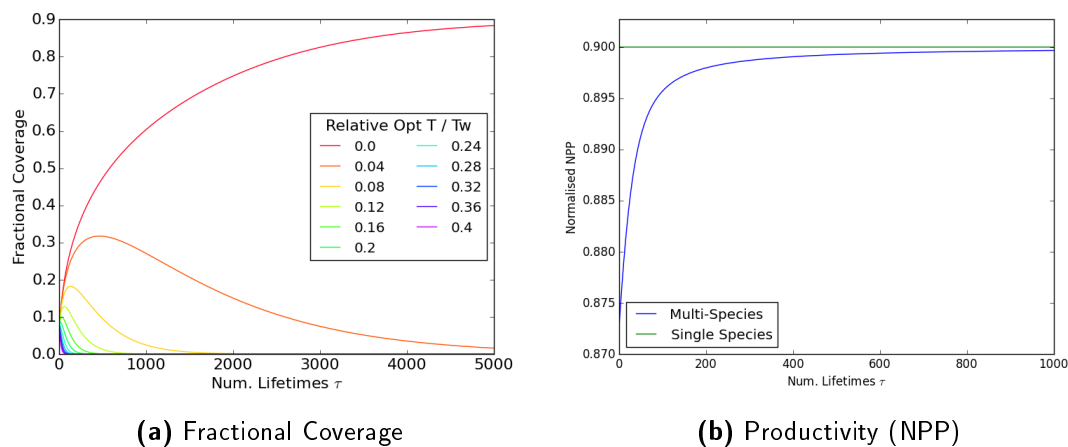 0.9
0.8
0.7
0.6
0.5
0.4
0.3
0.2
0.1
0.0
Fractional Coverage
Relative Opt T / Tw
0.0 0.24
0.04 0.28
0.08 0.32
0.12 0.36
0.16 0.4
0.2
0 1000 2000 3000 4000 5000
Num. Lifetimes τ
(a) Fractional Coverage
0.900
0.895
0.890
0.885
0.880
0.875
0.870
Normalised NPP
Multi-Species
Single Species
0 200 400 600 800 1000
Num. Lifetimes τ
(b) Productivity (NPP)